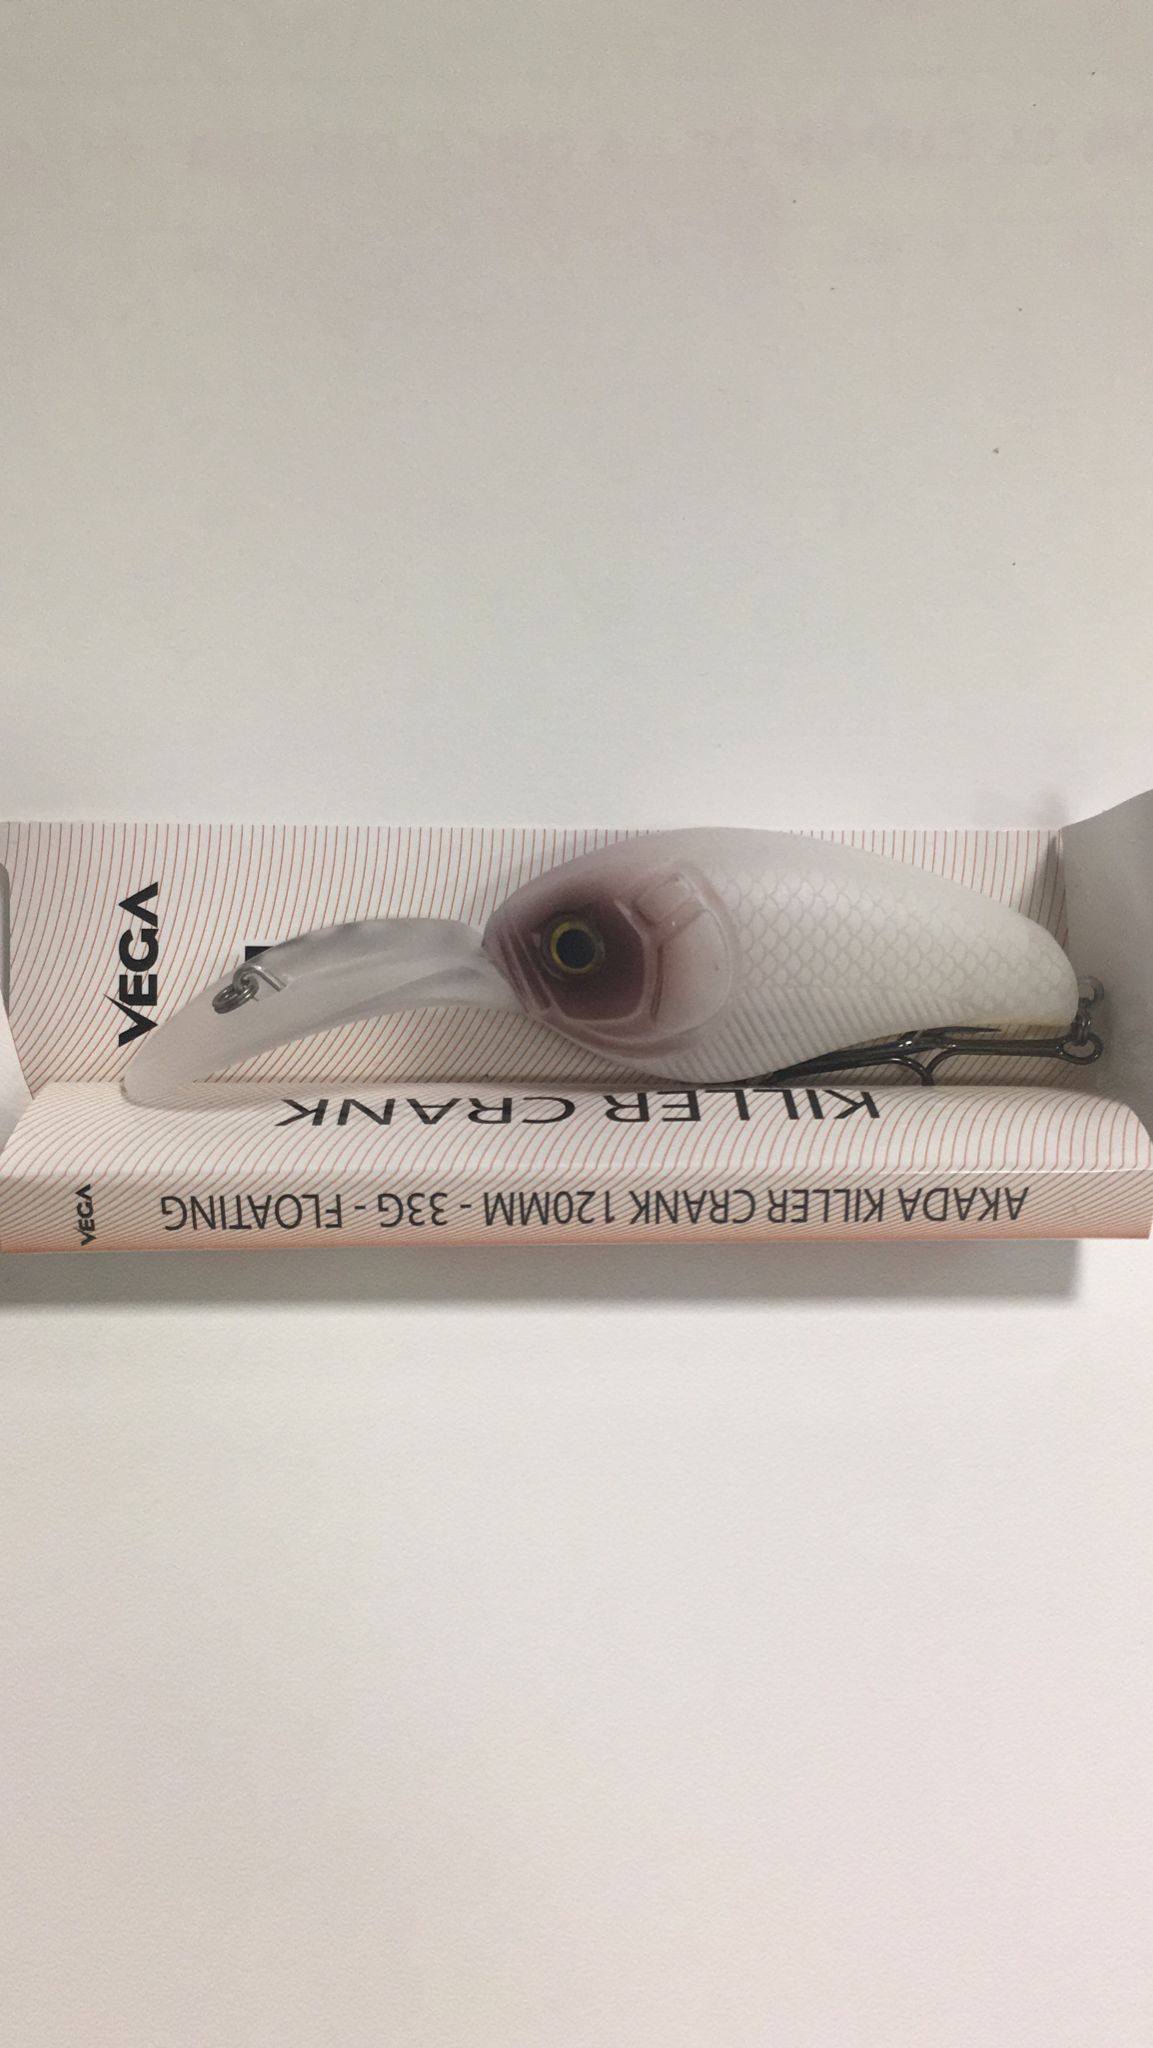 VEGA
KILLER CRANK
AKADA KILLER CRANK 120MM - 33G - FLOATING
VEGA